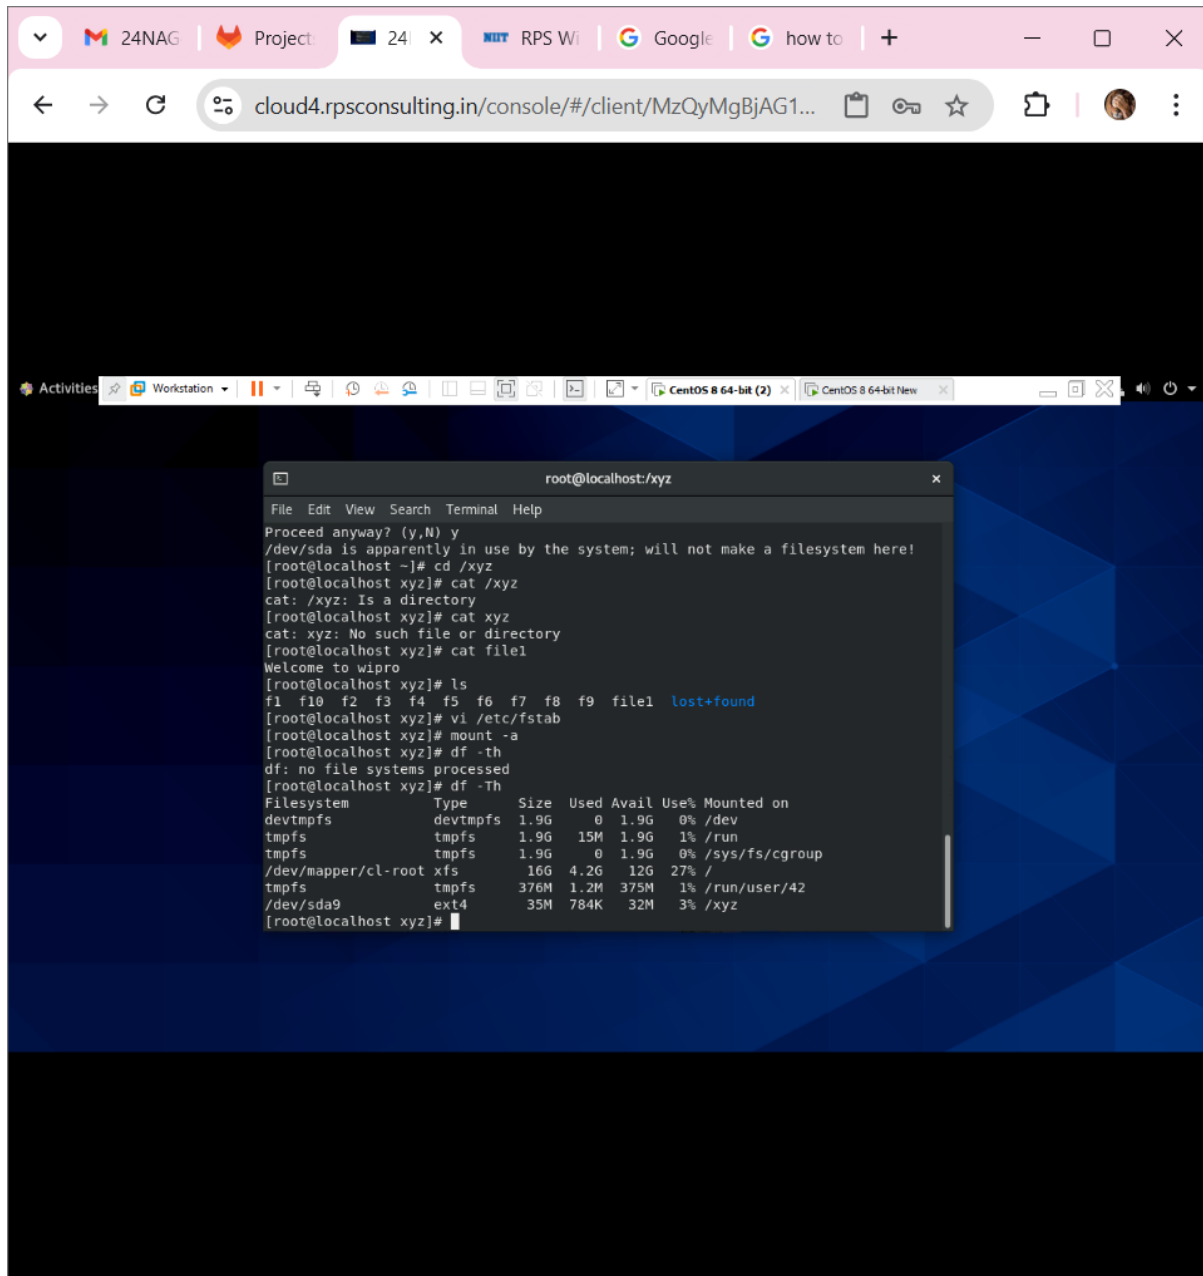 24NAG
Project
24
NIIT RPS Wi
Google
how to
cloud4.rpsconsulting.in/console/#/client/MzQyMgBjAG1...
Activities
Workstation
CentOS 8 64-bit (2)
CentOS 8 64-bit New
root@localhost:/xyz
File Edit View Search Terminal Help
Proceed anyway? (y,N) y
/dev/sda is apparently in use by the system; will not make a filesystem here!
[root@localhost ~]# cd /xyz
[root@localhost xyz]# cat /xyz
cat: /xyz: Is a directory
[root@localhost xyz]# cat xyz
cat: xyz: No such file or directory
[root@localhost xyz]# cat file1
Welcome to wipro
[root@localhost xyz]# ls
f1 f10 f2 f3 f4 f5 f6 f7 f8 f9 file1 lost+found
[root@localhost xyz]# vi /etc/fstab
[root@localhost xyz]# mount -a
[root@localhost xyz]# df -th
df: no file systems processed
[root@localhost xyz]# df -Th
Filesystem Type Size Used Avail Use% Mounted on
devtmpfs devtmpfs 1.9G 0 1.9G 0% /dev
tmpfs tmpfs 1.9G 15M 1.9G 1% /run
tmpfs tmpfs 1.9G 0 1.9G 0% /sys/fs/cgroup
/dev/mapper/cl-root xfs 16G 4.2G 12G 27% /
tmpfs tmpfs 376M 1.2M 375M 1% /run/user/42
/dev/sda9 ext4 35M 784K 32M 3% /xyz
[root@localhost xyz]#